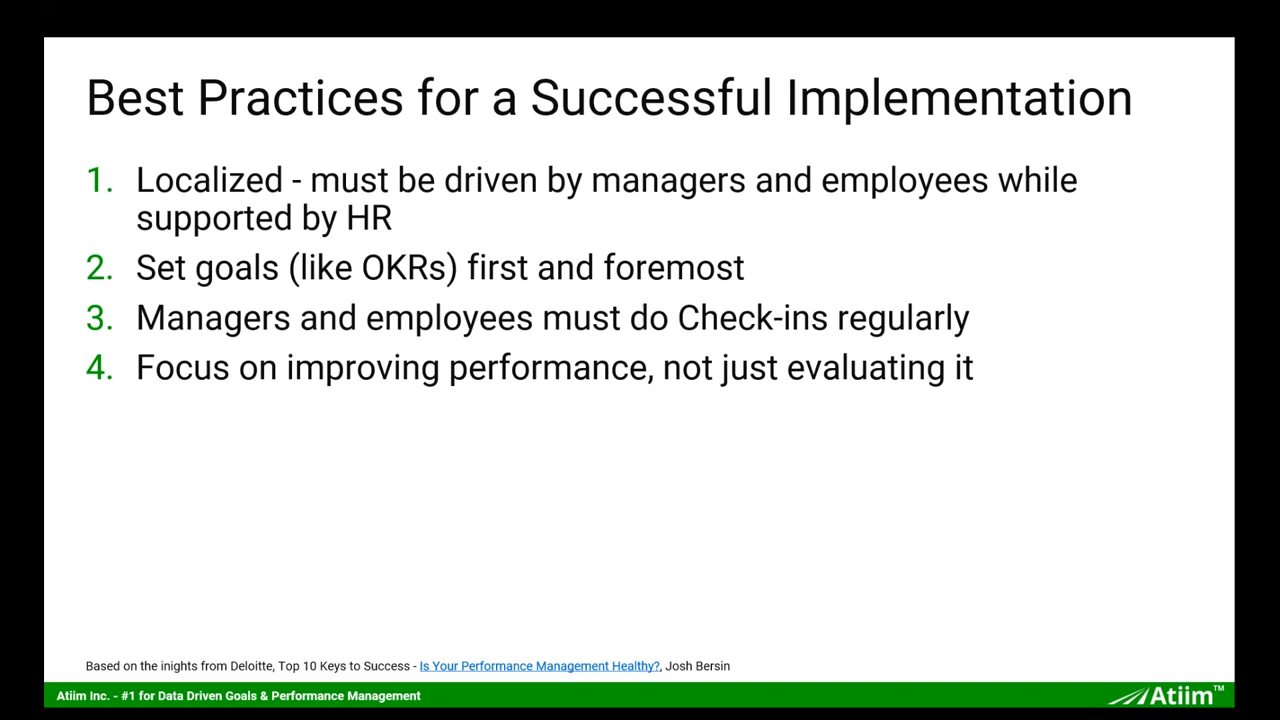 Best Practices for a Successful Implementation
1. Localized - must be driven by managers and employees while
supported by HR
2. Set goals (like OKRs) first and foremost
3. Managers and employees must do Check-ins regularly
4. Focus on improving performance, not just evaluating it
Based on the inights from Deloitte, Top 10 Keys to Success - Is Your Performance Management Healthy?, Josh Bersin
Atiim Inc. - #1 for Data Driven Goals & Performance Management
Atiim™